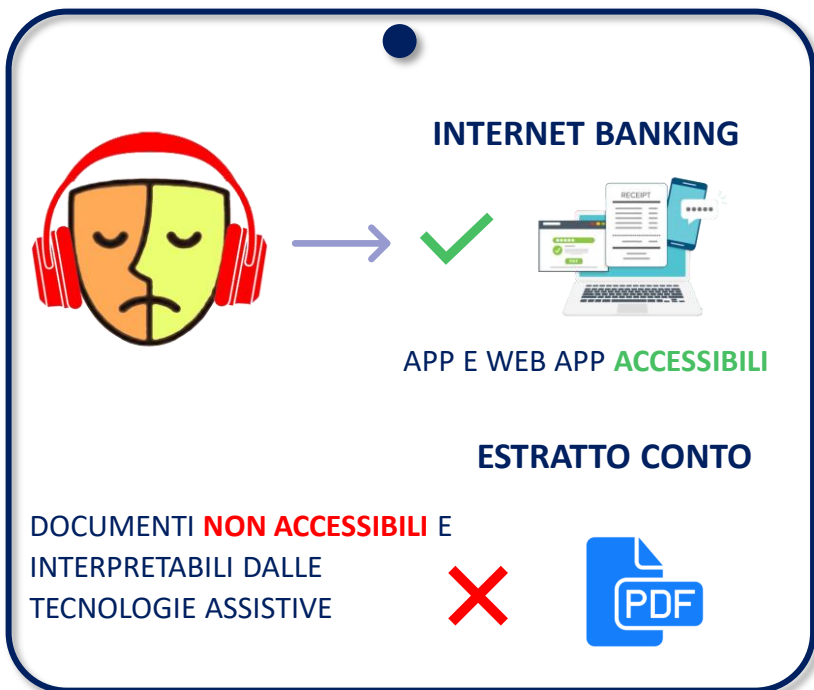 INTERNET BANKING
RECEIPT
APP E WEB APP ACCESSIBILI
ESTRATTO CONTO
DOCUMENTI NON ACCESSIBILI E
INTERPRETABILI DALLE
TECNOLOGIE ASSISTIVE
PDF